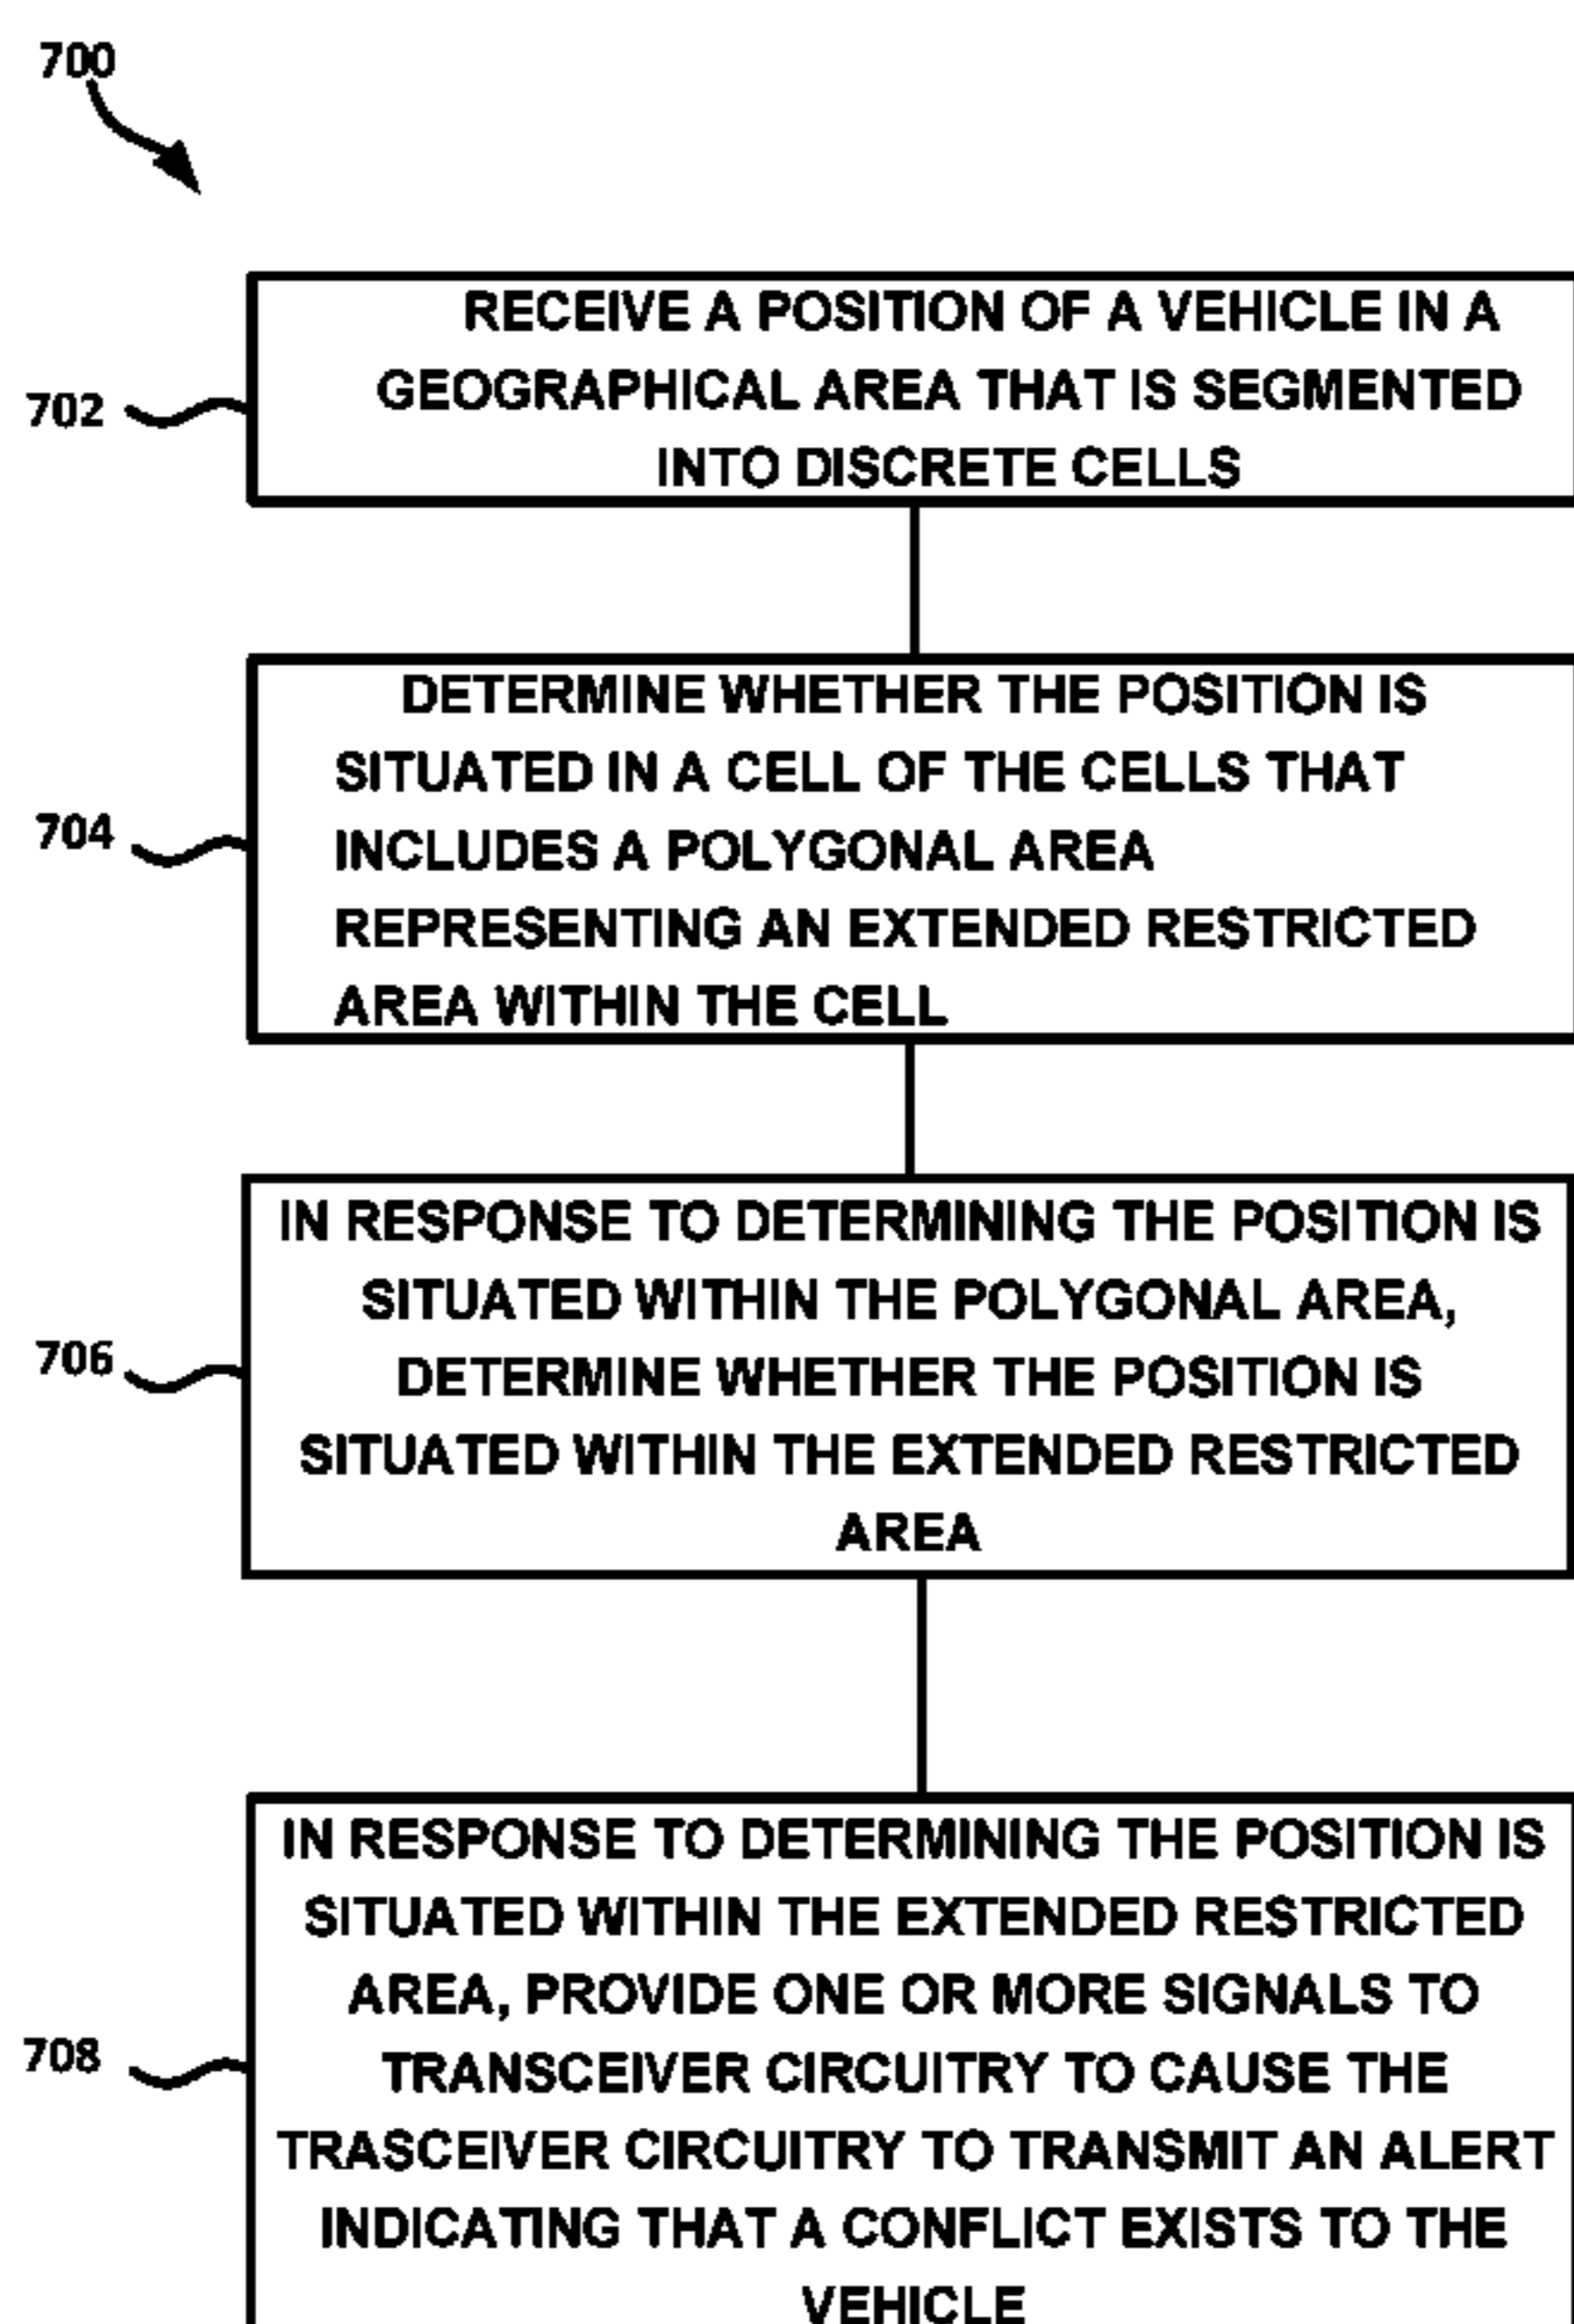 700
702
RECEIVE A POSITION OF A VEHICLE IN A
GEOGRAPHICAL AREA THAT IS SEGMENTED
INTO DISCRETE CELLS
704
DETERMINE WHETHER THE POSITION IS
SITUATED IN A CELL OF THE CELLS THAT
INCLUDES A POLYGONAL AREA
REPRESENTING AN EXTENDED RESTRICTED
AREA WITHIN THE CELL
706
IN RESPONSE TO DETERMINING THE POSITION IS
SITUATED WITHIN THE POLYGONAL AREA,
DETERMINE WHETHER THE POSITION IS
SITUATED WITHIN THE EXTENDED RESTRICTED
AREA
708
IN RESPONSE TO DETERMINING THE POSITION IS
SITUATED WITHIN THE EXTENDED RESTRICTED
AREA, PROVIDE ONE OR MORE SIGNALS TO
TRANSCEIVER CIRCUITRY TO CAUSE THE
TRASCEIVER CIRCUITRY TO TRANSMIT AN ALERT
INDICATING THAT A CONFLICT EXISTS TO THE
VEHICLE